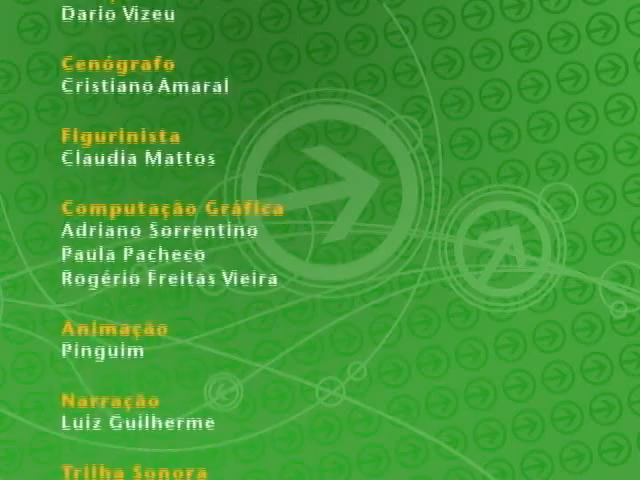 Dario Vizeu
Cenógrafo
Cristiano Amaral
Figurinista
Claudia Mattos
Computação Gráfica
Adriano Sorrentino
Paula Pacheco
Rogério Freitas Vieira
Animação
Pinguim
Narração
Luiz Guilherme
Trilha Sonora